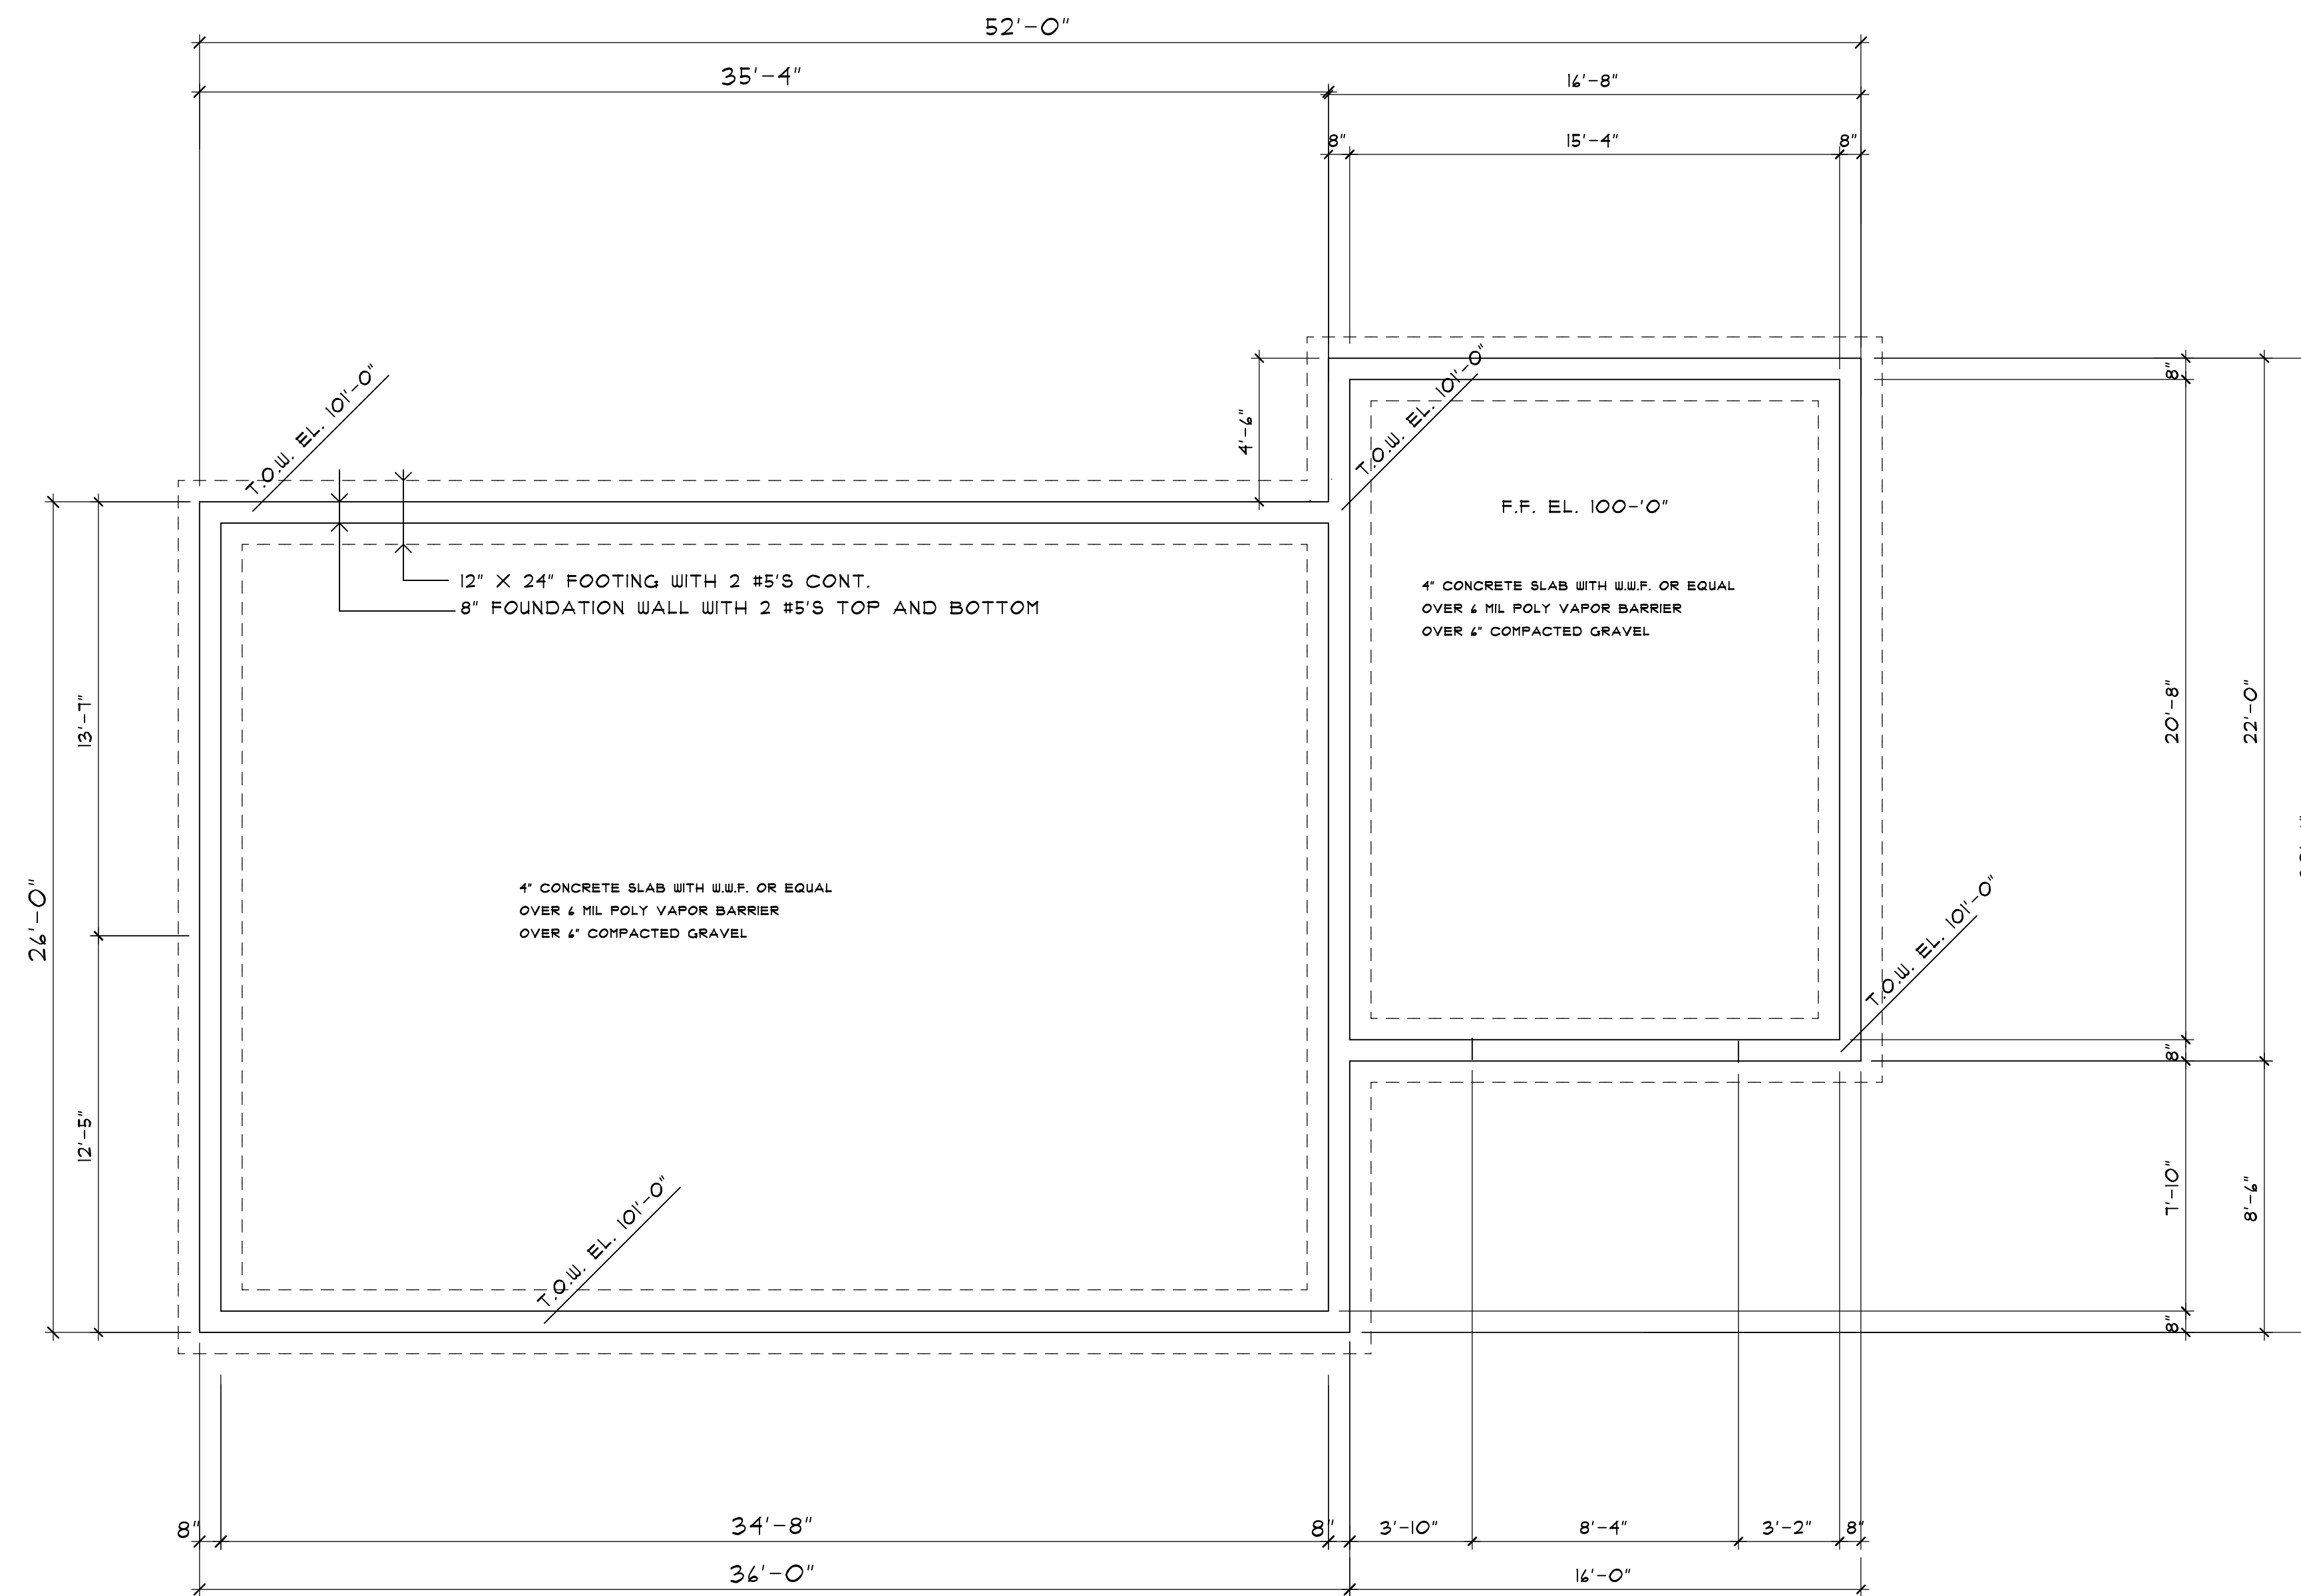 52'-0"
35'-4"
16'-8"
8"
15'-4"
8"
T.O.W. EL. 101'-0"
T.O.W. EL. 101'-0"
4'-6"
8"
F.F. EL. 100-'0"
12" X 24" FOOTING WITH 2 #5'S CONT.
8" FOUNDATION WALL WITH 2 #5'S TOP AND BOTTOM
4" CONCRETE SLAB WITH W.W.F. OR EQUAL
OVER 6 MIL POLY VAPOR BARRIER
OVER 6" COMPACTED GRAVEL
13'-7"
20'-8"
22'-0"
26'-0"
4" CONCRETE SLAB WITH W.W.F. OR EQUAL
OVER 6 MIL POLY VAPOR BARRIER
OVER 6" COMPACTED GRAVEL
T.O.W. EL. 101'-0"
8"
12'-5"
7'-10"
8'-6"
T.O.W. EL. 101'-0"
8"
8"
34'-8"
8"
3'-10"
8'-4"
3'-2"
8"
36'-0"
16'-0"